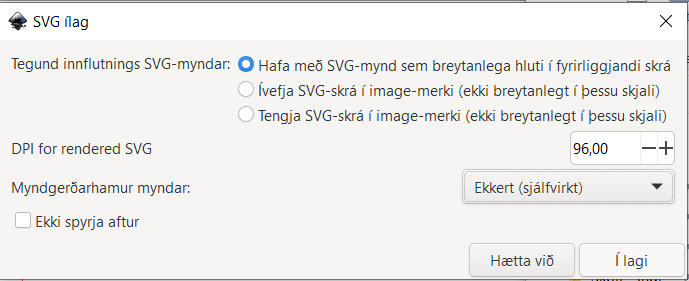 SVG ílag
Tegund innflutnings SVG-myndar:
Hafa með SVG-mynd sem breytanlega hluti í fyrirliggjandi skrá
Ívefja SVG-skrá í image-merki (ekki breytanlegt í þessu skjali)
Tengja SVG-skrá í image-merki (ekki breytanlegt í þessu skjali)
DPI for rendered SVG
96,00
Myndgerðarhamur myndar:
Ekkert (sjálfvirkt)
Ekki spyrja aftur
Hætta við
Í lagi